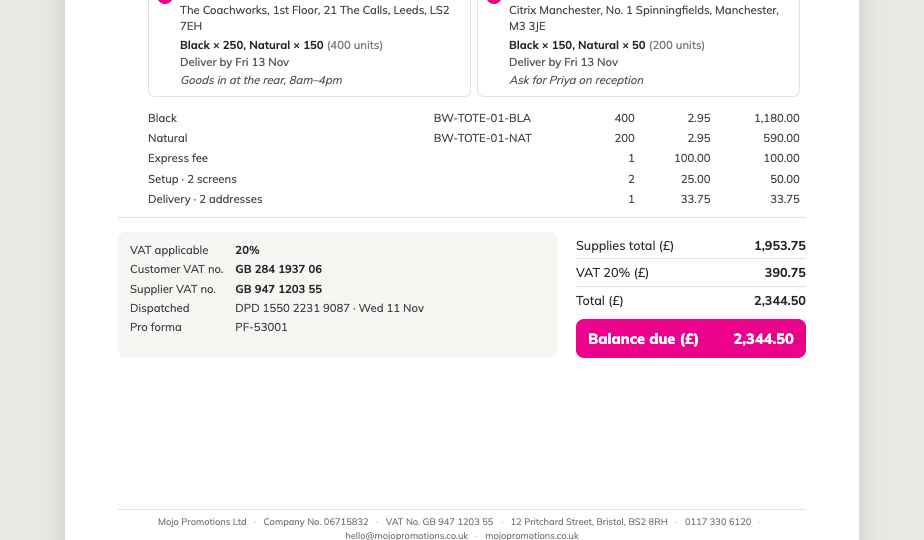 The Coachworks, 1st Floor, 21 The Calls, Leeds, LS2
7EH
Black × 250, Natural × 150 (400 units)
Deliver by Fri 13 Nov
Goods in at the rear, 8am–4pm
Citrix Manchester, No. 1 Spinningfields, Manchester,
M3 3JE
Black × 150, Natural × 50 (200 units)
Deliver by Fri 13 Nov
Ask for Priya on reception
Black BW-TOTE-01-BLA 400 2.95 1,180.00
Natural BW-TOTE-01-NAT 200 2.95 590.00
Express fee 1 100.00 100.00
Setup · 2 screens 2 25.00 50.00
Delivery · 2 addresses 1 33.75 33.75
VAT applicable 20%
Customer VAT no. GB 284 1937 06
Supplier VAT no. GB 947 1203 55
Dispatched DPD 1550 2231 9087 · Wed 11 Nov
Pro forma PF-53001
Supplies total (£) 1,953.75
VAT 20% (£) 390.75
Total (£) 2,344.50
Balance due (£) 2,344.50
Mojo Promotions Ltd · Company No. 06715832 · VAT No. GB 947 1203 55 · 12 Pritchard Street, Bristol, BS2 8RH · 0117 330 6120 ·
hello@mojopromotions.co.uk · mojopromotions.co.uk